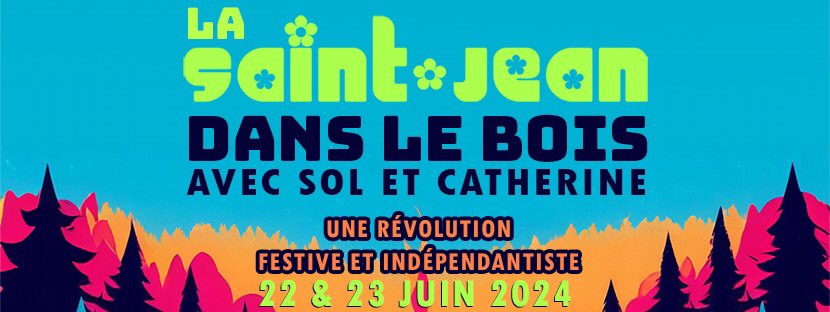 LA
saint-jean
DANS LE BOIS
AVEC SOL ET CATHERINE
UNE RÉVOLUTION
FESTIVE ET INDÉPENDANTISTE
22 & 23 JUIN 2024